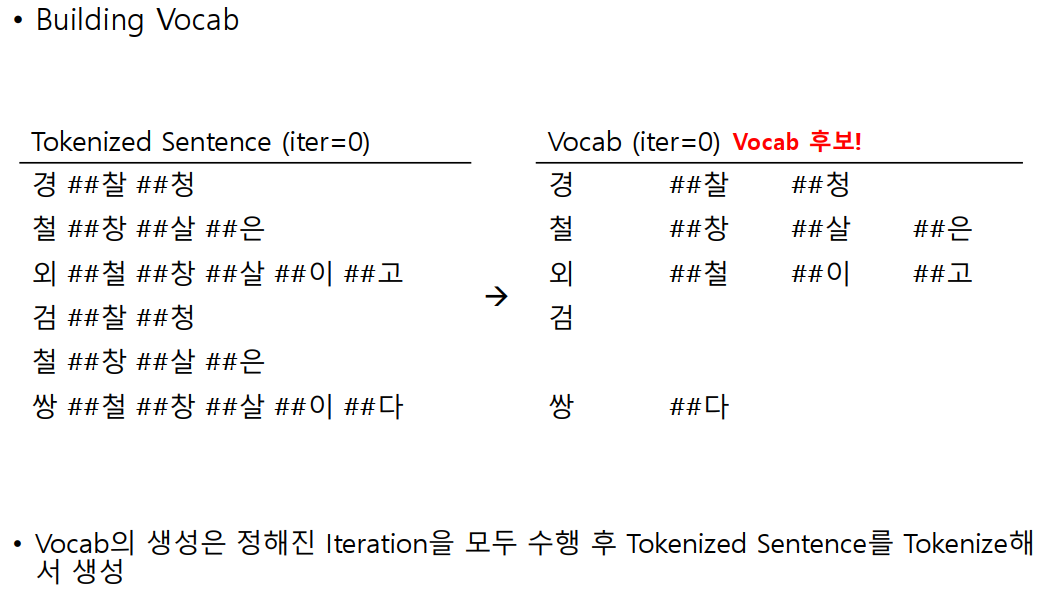 • Building Vocab
Tokenized Sentence (iter=0)
경 ##찰 ##청
철 ##창 ##살 ##은
외 ##철 ##창 ##살 ##이 ##고
검 ##찰 ##청
철 ##창 ##살 ##은
쌍 ##철 ##창 ##살 ##이 ##다
→
Vocab (iter=0) Vocab 후보!
경 ##찰 ##청
철 ##창 ##살 ##은
외 ##철 ##이 ##고
검
쌍 ##다
• Vocab의 생성은 정해진 Iteration을 모두 수행 후 Tokenized Sentence를 Tokenize해
서 생성